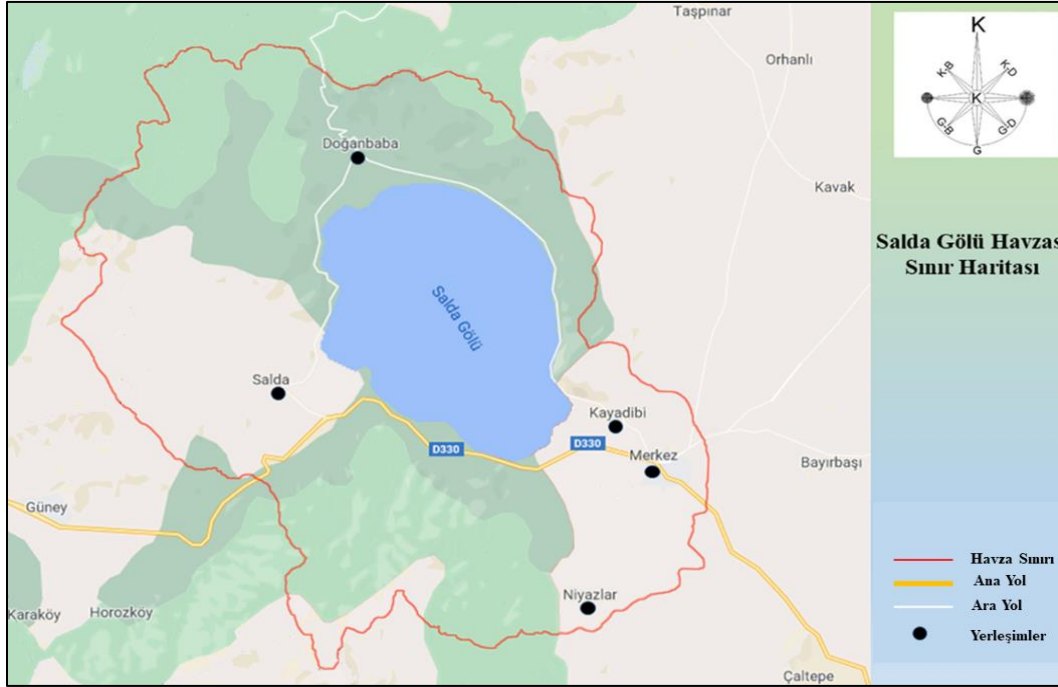 Taşpınar
Orhanlı
Doğanbaba
Kavak
Salda Gölü
Salda
Kayadibi
D330
D330
Merkez
Bayırbaşı
Güney
Niyazlar
Karaköy
Horozköy
Çaltepe
K
K-B
K-D
K
G-B
G-D
G
Salda Gölü Havzas
Sınır Haritası
Havza Sınırı
Ana Yol
Ara Yol
Yerleşimler